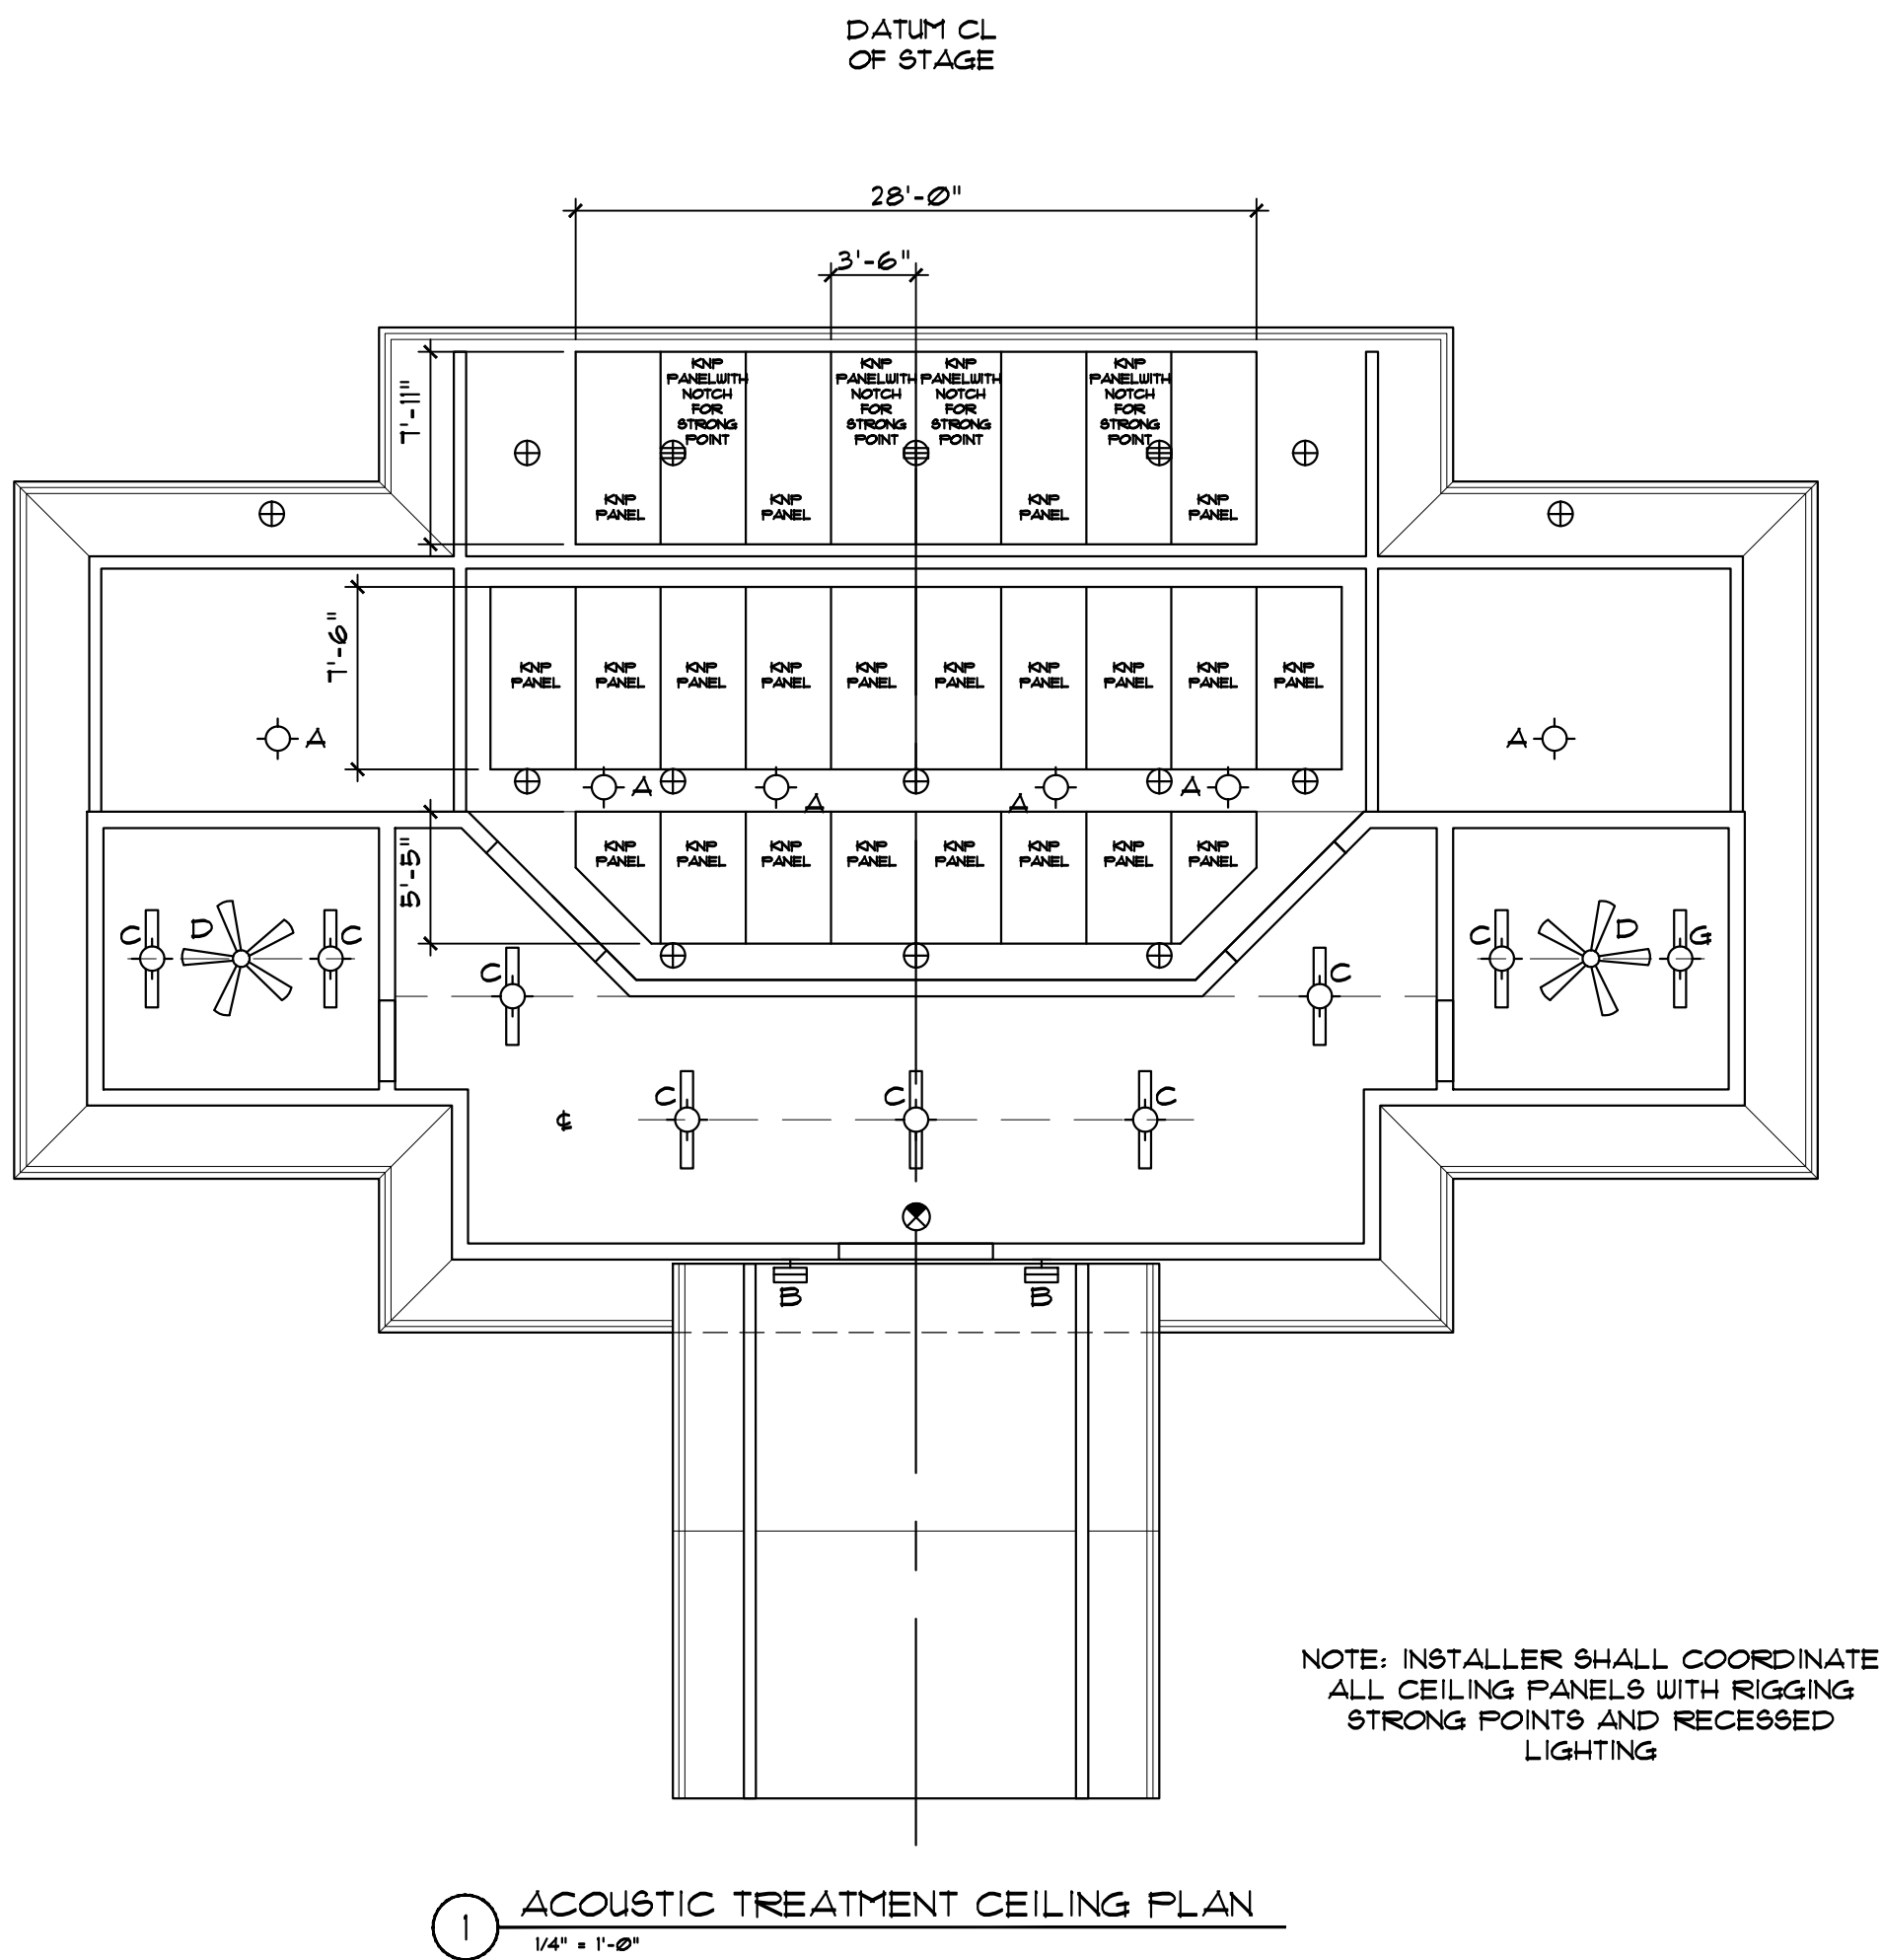 DATUM CL
OF STAGE
28'-0"
3'-6"
7'-11"
KNP
PANELWITH
NOTCH
FOR
STRONG
POINT
KNP
PANELWITH
NOTCH
FOR
STRONG
POINT
KNP
PANELWITH
NOTCH
FOR
STRONG
POINT
KNP
PANELWITH
NOTCH
FOR
STRONG
POINT
KNP
PANEL
KNP
PANEL
KNP
PANEL
KNP
PANEL
7'-6"
KNP
PANEL
KNP
PANEL
KNP
PANEL
KNP
PANEL
KNP
PANEL
KNP
PANEL
KNP
PANEL
KNP
PANEL
KNP
PANEL
KNP
PANEL
A
A
A
A
A
A
5'-5"
KNP
PANEL
KNP
PANEL
KNP
PANEL
KNP
PANEL
KNP
PANEL
KNP
PANEL
KNP
PANEL
KNP
PANEL
C
D
C
C
D
G
C
C
C
C
C
℄
B
B
NOTE: INSTALLER SHALL COORDINATE
ALL CEILING PANELS WITH RIGGING
STRONG POINTS AND RECESSED
LIGHTING
1
ACOUSTIC TREATMENT CEILING PLAN
1/4" = 1'-0"